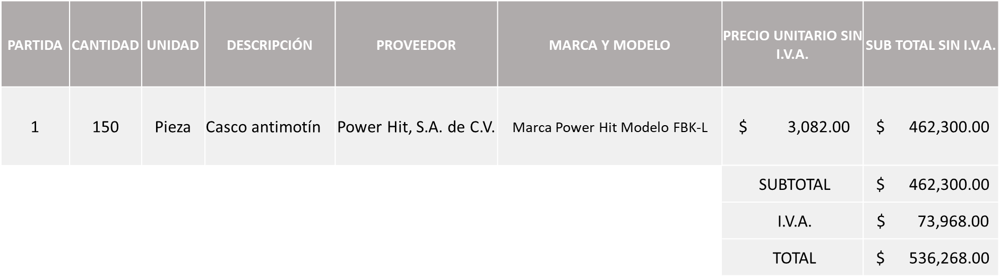 PARTIDA CANTIDAD UNIDAD DESCRIPCIÓN PROVEEDOR MARCA Y MODELO PRECIO UNITARIO SIN I.V.A. SUB TOTAL SIN I.V.A.
1 150 Pieza Casco antimotín Power Hit, S.A. de C.V. Marca Power Hit Modelo FBK-L $ 3,082.00 $ 462,300.00
SUBTOTAL $ 462,300.00
I.V.A. $ 73,968.00
TOTAL $ 536,268.00